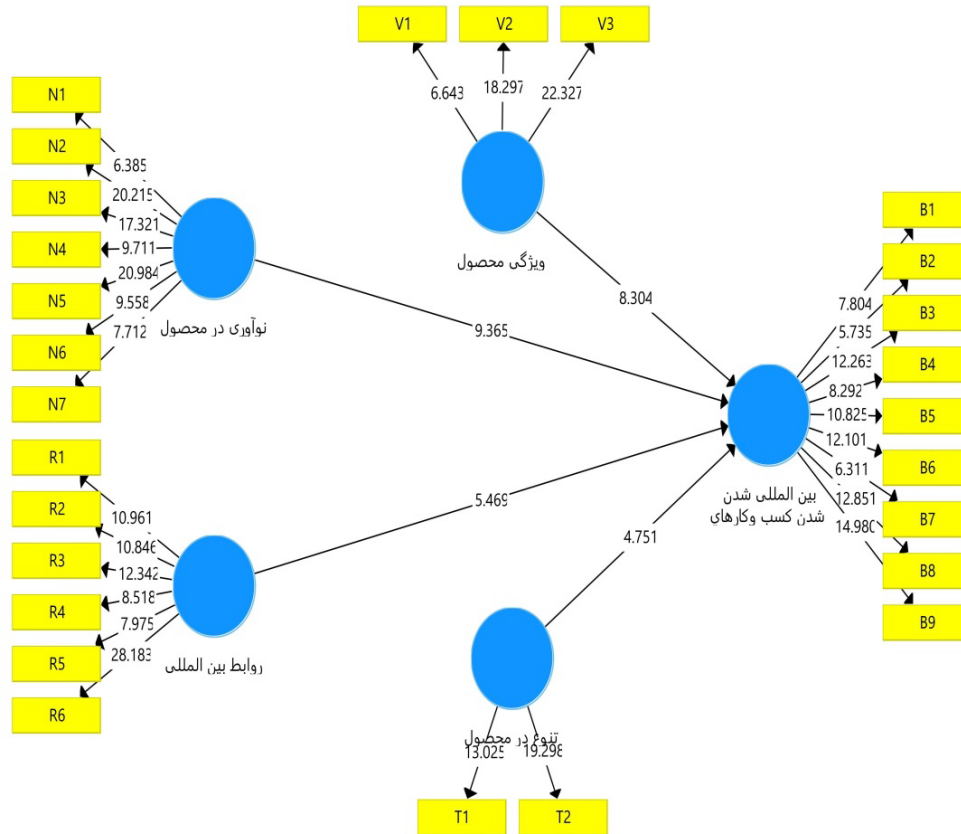 V1
V2
V3
6.643
18.297
22.327
ویژگی محصول
8.304
N1
N2
N3
N4
N5
N6
N7
6.385
20.215
17.321
9.711
20.984
9.558
7.712
نوآوری در محصول
9.365
R1
R2
R3
R4
R5
R6
10.961
10.846
12.342
8.518
7.975
28.183
روابط بین المللی
5.469
تنوع در محصول
13.025
19.298
T1
T2
4.751
بین المللی شدن
شدن کسب وکارهای
7.804
5.735
12.263
8.292
10.825
12.101
6.311
12.851
14.980
B1
B2
B3
B4
B5
B6
B7
B8
B9